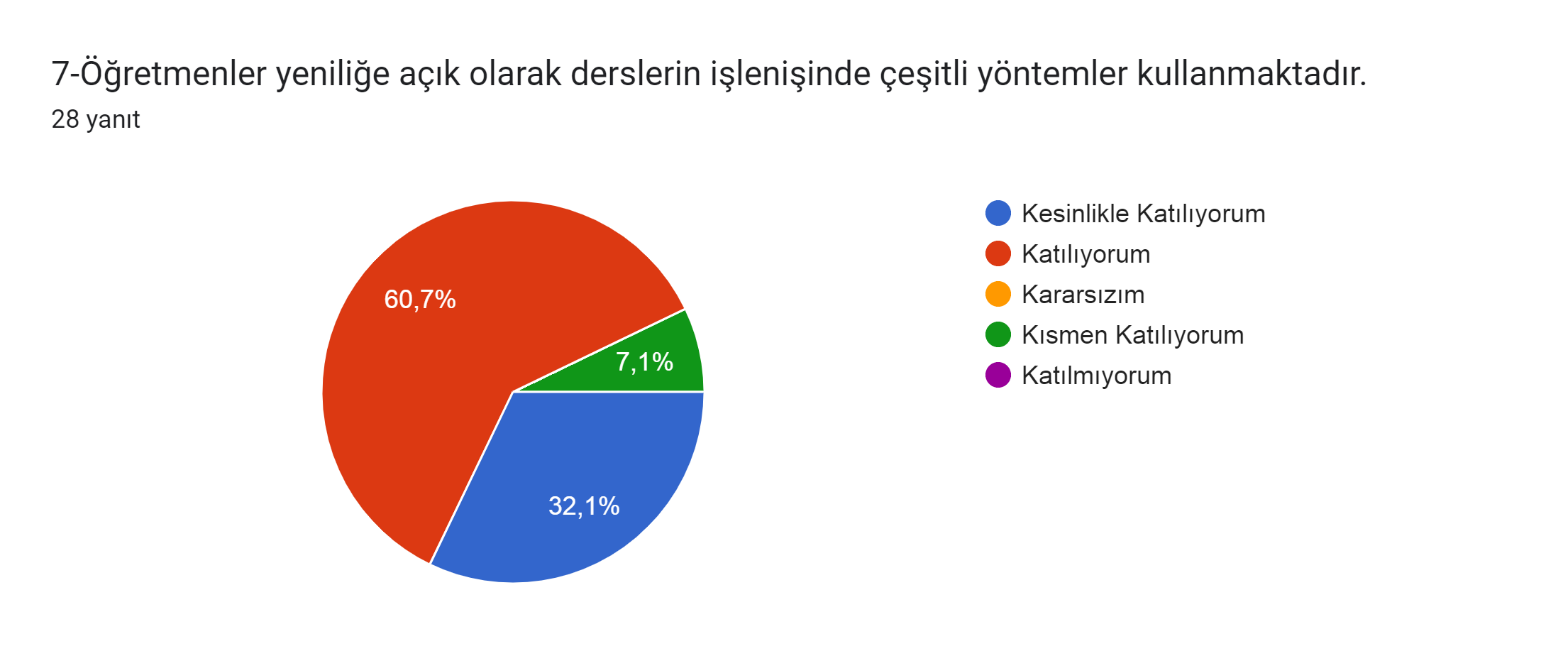 7-Öğretmenler yeniliğe açık olarak derslerin işlenişinde çeşitli yöntemler kullanmaktadır.
28 yanıt
60,7%
7,1%
32,1%
Kesinlikle Katılıyorum
Katılıyorum
Kararsızım
Kısmen Katılıyorum
Katılmıyorum